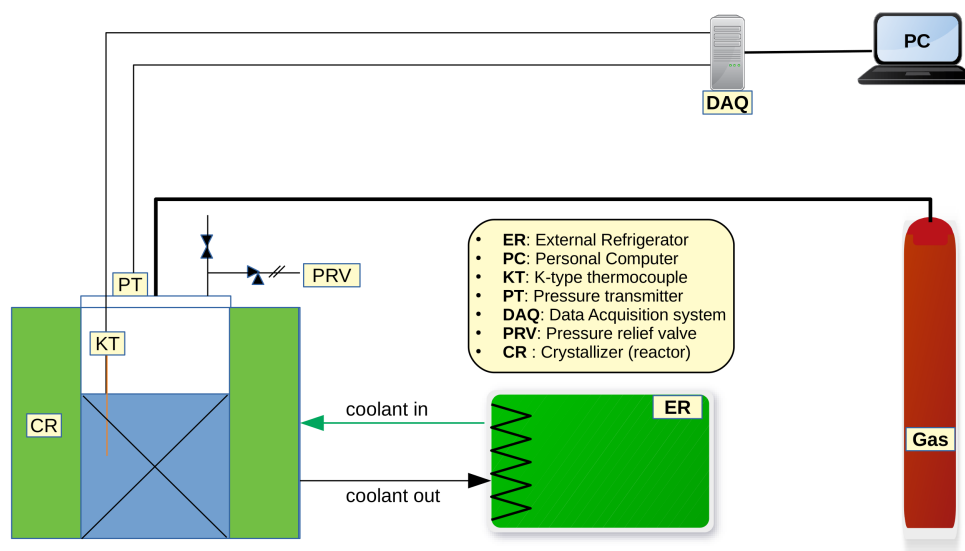 PC
DAQ
PT
PRV
KT
CR
• ER: External Refrigerator
• PC: Personal Computer
• KT: K-type thermocouple
• PT: Pressure transmitter
• DAQ: Data Acquisition system
• PRV: Pressure relief valve
• CR : Crystallizer (reactor)
coolant in
coolant out
ER
Gas